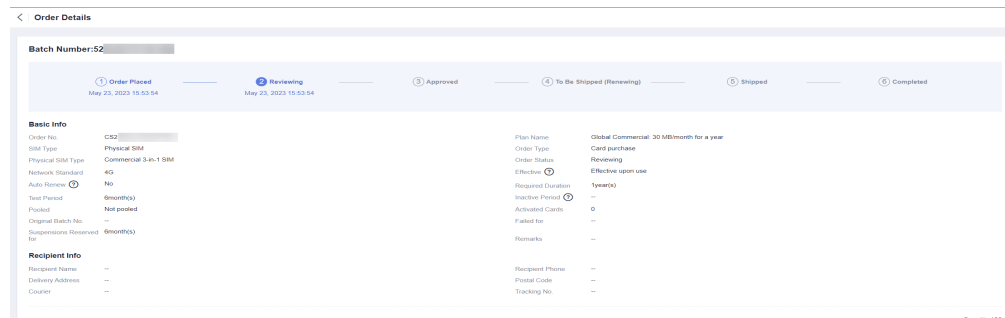 Order Details
Batch Number:52
1 Order Placed 2 Reviewing 3 Approved 4 To Be Shipped (Renewing) 5 Shipped 6 Completed
May 23, 2023 15:53:54 May 23, 2023 15:53:54
Basic Info
Order No. CS2 Plan Name Global Commercial: 30 MB/month for a year
SIM Type Physical SIM Order Type Card purchase
Physical SIM Type Commercial 3-in-1 SIM Order Status Reviewing
Network Standard 4G Effective ? Effective upon use
Auto Renew ? No Required Duration 1year(s)
Test Period 6month(s) Inactive Period ? --
Pooled Not pooled Activated Cards 0
Original Batch No. -- Failed for --
Suspensions Reserved for 6month(s) Remarks --
Recipient Info
Recipient Name -- Recipient Phone --
Delivery Address -- Postal Code --
Courier -- Tracking No. --